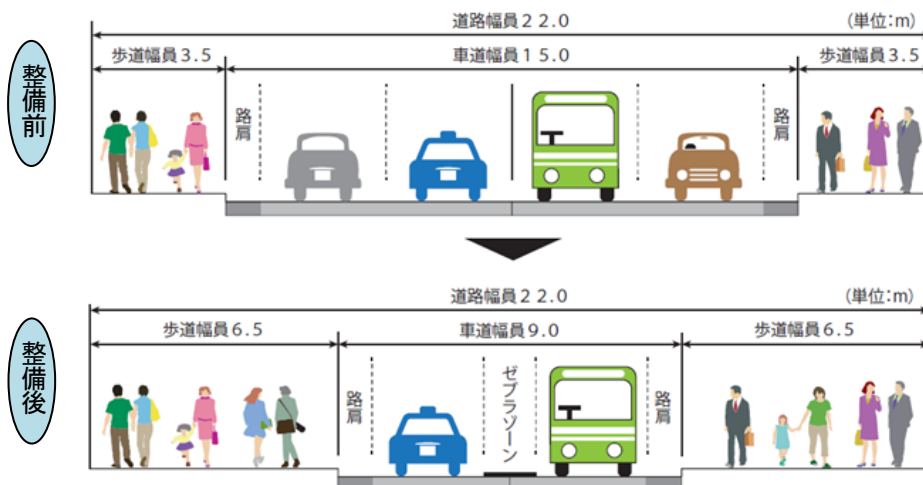 整備前
道路幅員22.0
(単位:m)
歩道幅員3.5
車道幅員15.0
歩道幅員3.5
路肩
路肩
整備後
道路幅員22.0
(単位:m)
歩道幅員6.5
車道幅員9.0
歩道幅員6.5
路肩
ゼブラゾーン
路肩